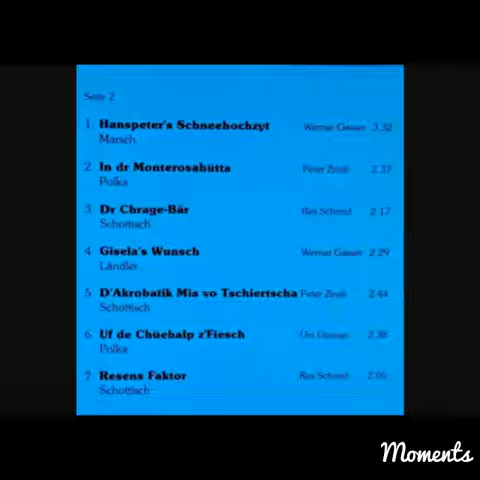 Seite 2
1. Hanspeter's Schneehochzyt Werner Gasser 3.32
Marsch
2. In dr Monterosahütta Peter Zinsli 2.37
Polka
3. Dr Chrage-Bär Res Schmid 2.17
Schottisch
4. Gisela's Wunsch Werner Gasser 2.29
Ländler
5. D'Akrobatik Mia vo Tschiertscha Peter Zinsli 2.44
Schottisch
6. Uf de Chüehalp z'Fiesch 2.38
Polka
7. Resens Faktor Res Schmid 2.06
Schottisch
Moments